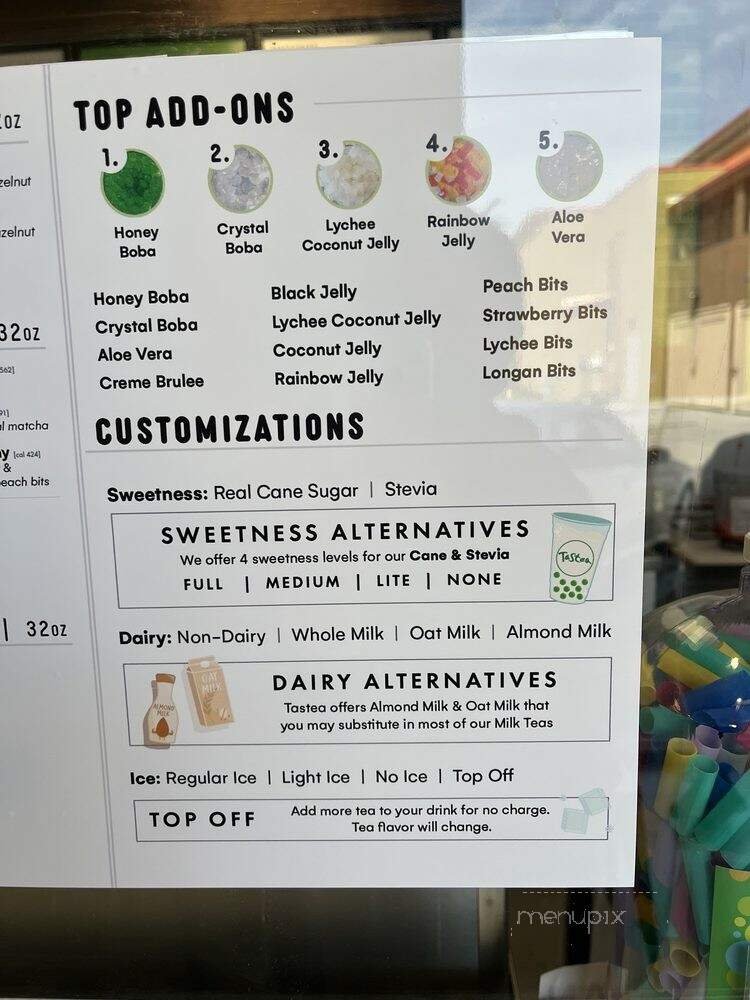 OZ
zelnut
zelnut
32OZ
[562]
91]
al matcha
y [cal 424]
&
each bits
| 32OZ
TOP ADD-ONS
1. 2. 3. 4. 5.
Honey
Boba
Crystal
Boba
Lychee
Coconut Jelly
Rainbow
Jelly
Aloe
Vera
Honey Boba
Crystal Boba
Aloe Vera
Creme Brulee
Black Jelly
Lychee Coconut Jelly
Coconut Jelly
Rainbow Jelly
Peach Bits
Strawberry Bits
Lychee Bits
Longan Bits
CUSTOMIZATIONS
Sweetness: Real Cane Sugar | Stevia
SWEETNESS ALTERNATIVES
We offer 4 sweetness levels for our Cane & Stevia
FULL | MEDIUM | LITE | NONE
Tastea
Dairy: Non-Dairy | Whole Milk | Oat Milk | Almond Milk
ALMOND
MILK
OAT
MILK
DAIRY ALTERNATIVES
Tastea offers Almond Milk & Oat Milk that
you may substitute in most of our Milk Teas
Ice: Regular Ice | Light Ice | No Ice | Top Off
TOP OFF
Add more tea to your drink for no charge.
Tea flavor will change.
menupix